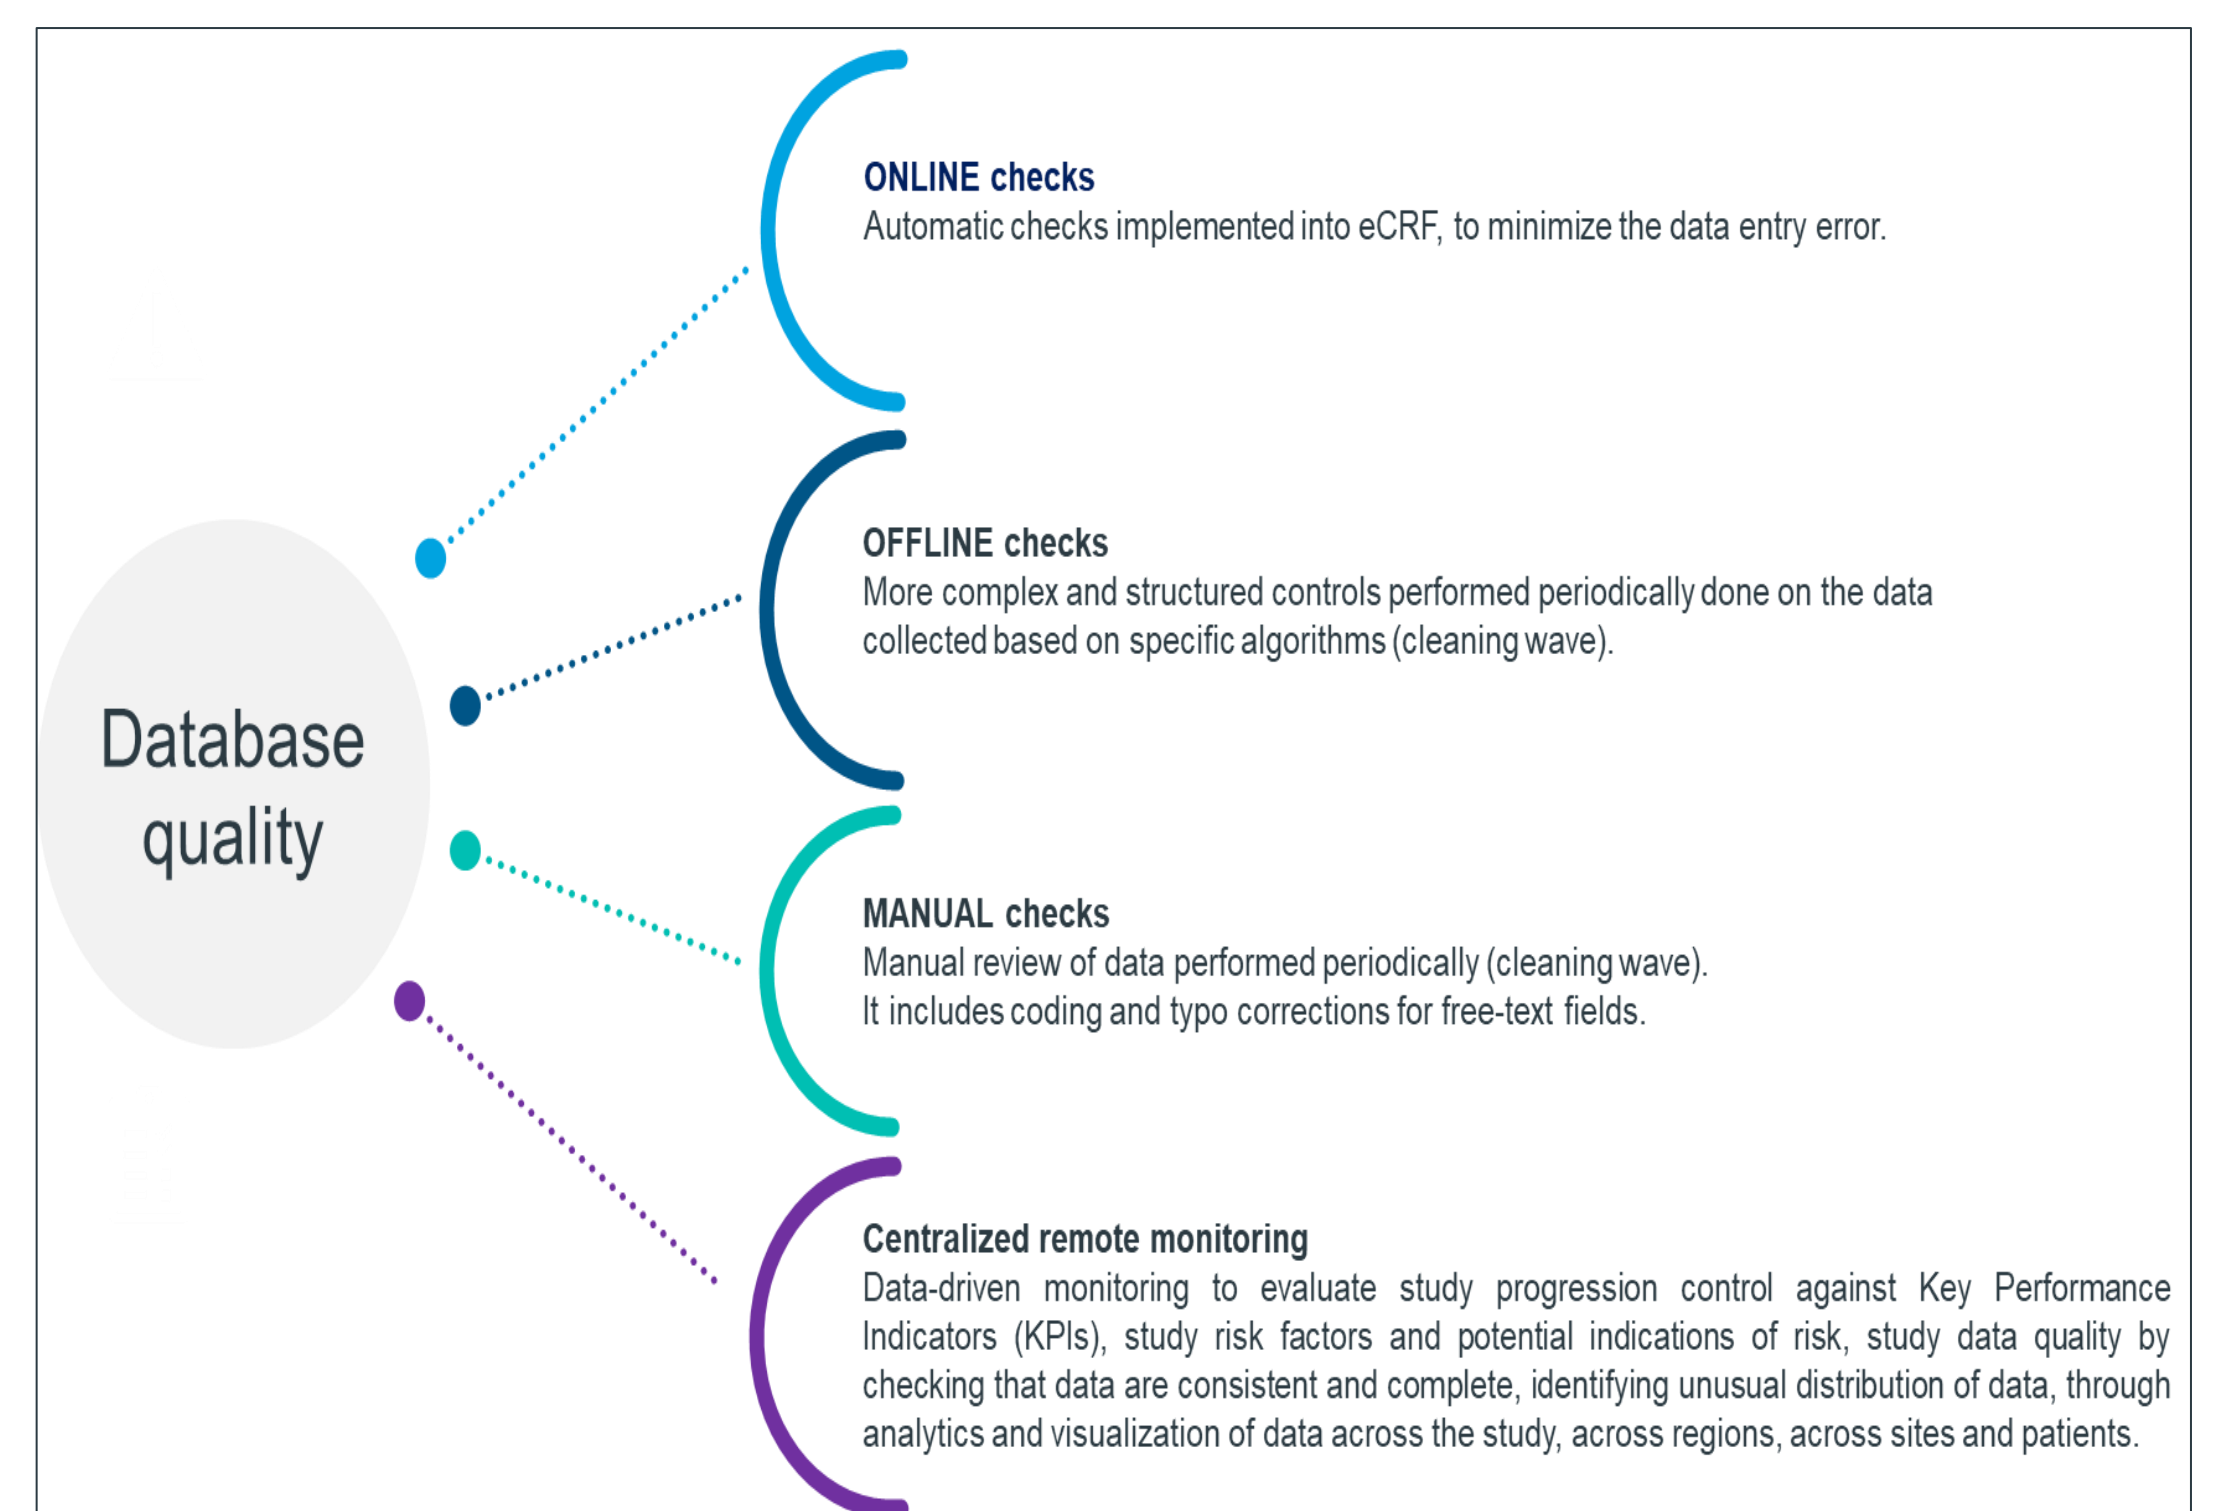 ONLINE checks
Automatic checks implemented into eCRF, to minimize the data entry error.
OFFLINE checks
More complex and structured controls performed periodically done on the data
collected based on specific algorithms (cleaning wave).
Database
quality
MANUAL checks
Manual review of data performed periodically (cleaning wave).
It includes coding and typo corrections for free-text fields.
Centralized remote monitoring
Data-driven monitoring to evaluate study progression control against Key Performance
Indicators (KPIs), study risk factors and potential indications of risk, study data quality by
checking that data are consistent and complete, identifying unusual distribution of data, through
analytics and visualization of data across the study, across regions, across sites and patients.